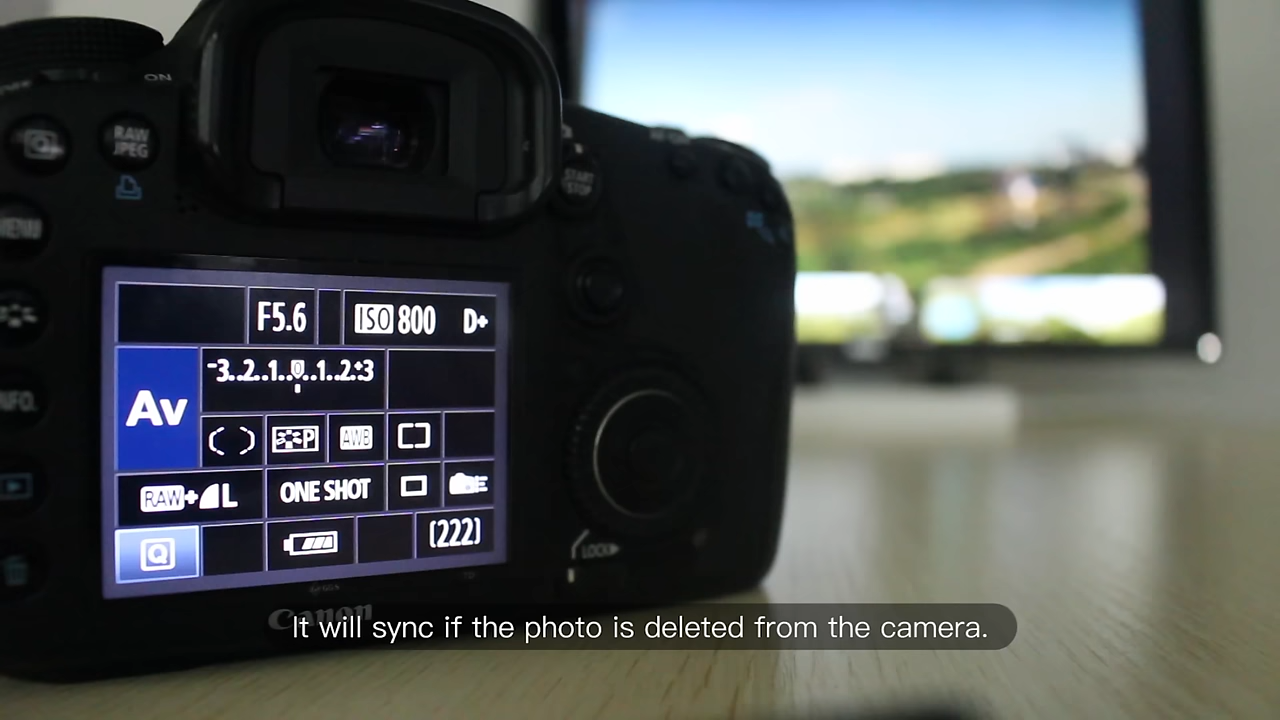 ON
RAW
JPEG
MENU
START
STOP
INFO.
F5.6
ISO 800
D+
-3..2..1..0..1..2.+3
Av
P
AWB
RAW+L
ONE SHOT
Q
(222)
LOCK
Canon
It will sync if the photo is deleted from the camera.